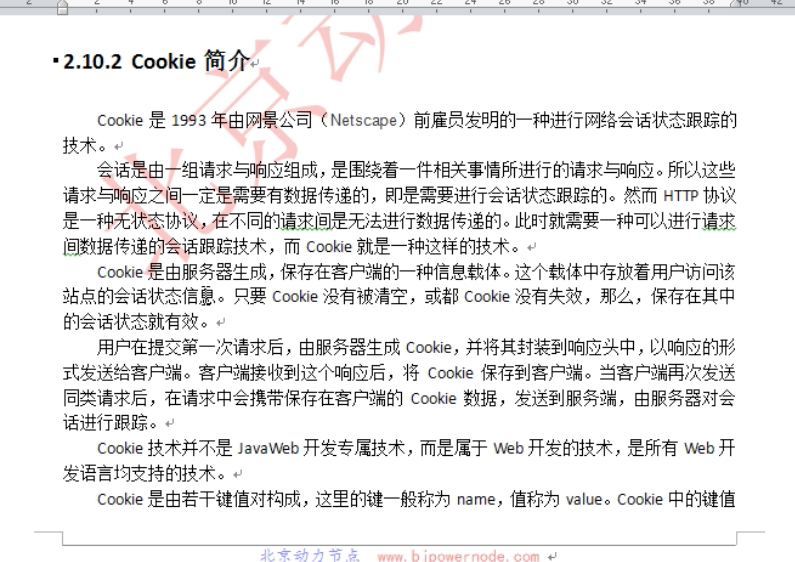 2.10.2 Cookie 简介
Cookie 是 1993 年由网景公司（Netscape）前雇员发明的一种进行网络会话状态跟踪的
技术。
会话是由一组请求与响应组成，是围绕着一件相关事情所进行的请求与响应。所以这些
请求与响应之间一定是需要有数据传递的，即是需要进行会话状态跟踪的。然而 HTTP 协议
是一种无状态协议，在不同的请求间是无法进行数据传递的。此时就需要一种可以进行请求
间数据传递的会话跟踪技术，而 Cookie 就是一种这样的技术。
Cookie 是由服务器生成，保存在客户端的一种信息载体。这个载体中存放着用户访问该
站点的会话状态信息。只要 Cookie 没有被清空，或都 Cookie 没有失效，那么，保存在其中
的会话状态就有效。
用户在提交第一次请求后，由服务器生成 Cookie，并将其封装到响应头中，以响应的形
式发送给客户端。客户端接收到这个响应后，将 Cookie 保存到客户端。当客户端再次发送
同类请求后，在请求中会携带保存在客户端的 Cookie 数据，发送到服务端，由服务器对会
话进行跟踪。
Cookie 技术并不是 JavaWeb 开发专属技术，而是属于 Web 开发的技术，是所有 Web 开
发语言均支持的技术。
Cookie 是由若干键值对构成，这里的键一般称为 name，值称为 value。Cookie 中的键值
北京动力节点 www.bjpowernode.com
北京动